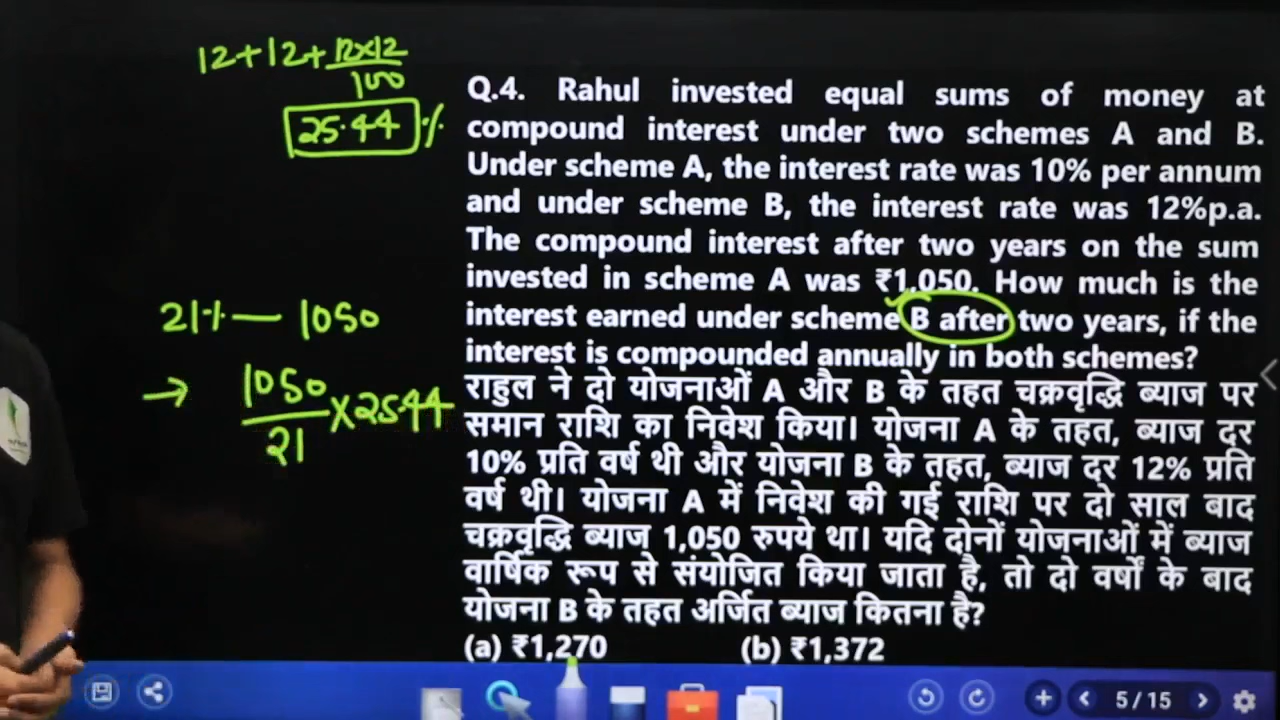 12+12+12×12
100
25.44 %
21% — 1050
→ 1050 × 25.44
21
Q.4. Rahul invested equal sums of money at
compound interest under two schemes A and B.
Under scheme A, the interest rate was 10% per annum
and under scheme B, the interest rate was 12%p.a.
The compound interest after two years on the sum
invested in scheme A was ₹1,050. How much is the
interest earned under scheme B after two years, if the
interest is compounded annually in both schemes?
राहुल ने दो योजनाओं A और B के तहत चक्रवृद्धि ब्याज पर
समान राशि का निवेश किया। योजना A के तहत, ब्याज दर
10% प्रति वर्ष थी और योजना B के तहत, ब्याज दर 12% प्रति
वर्ष थी। योजना A में निवेश की गई राशि पर दो साल बाद
चक्रवृद्धि ब्याज 1,050 रुपये था। यदि दोनों योजनाओं में ब्याज
वार्षिक रूप से संयोजित किया जाता है, तो दो वर्षों के बाद
योजना B के तहत अर्जित ब्याज कितना है?
(a) ₹1,270 (b) ₹1,372
5 / 15